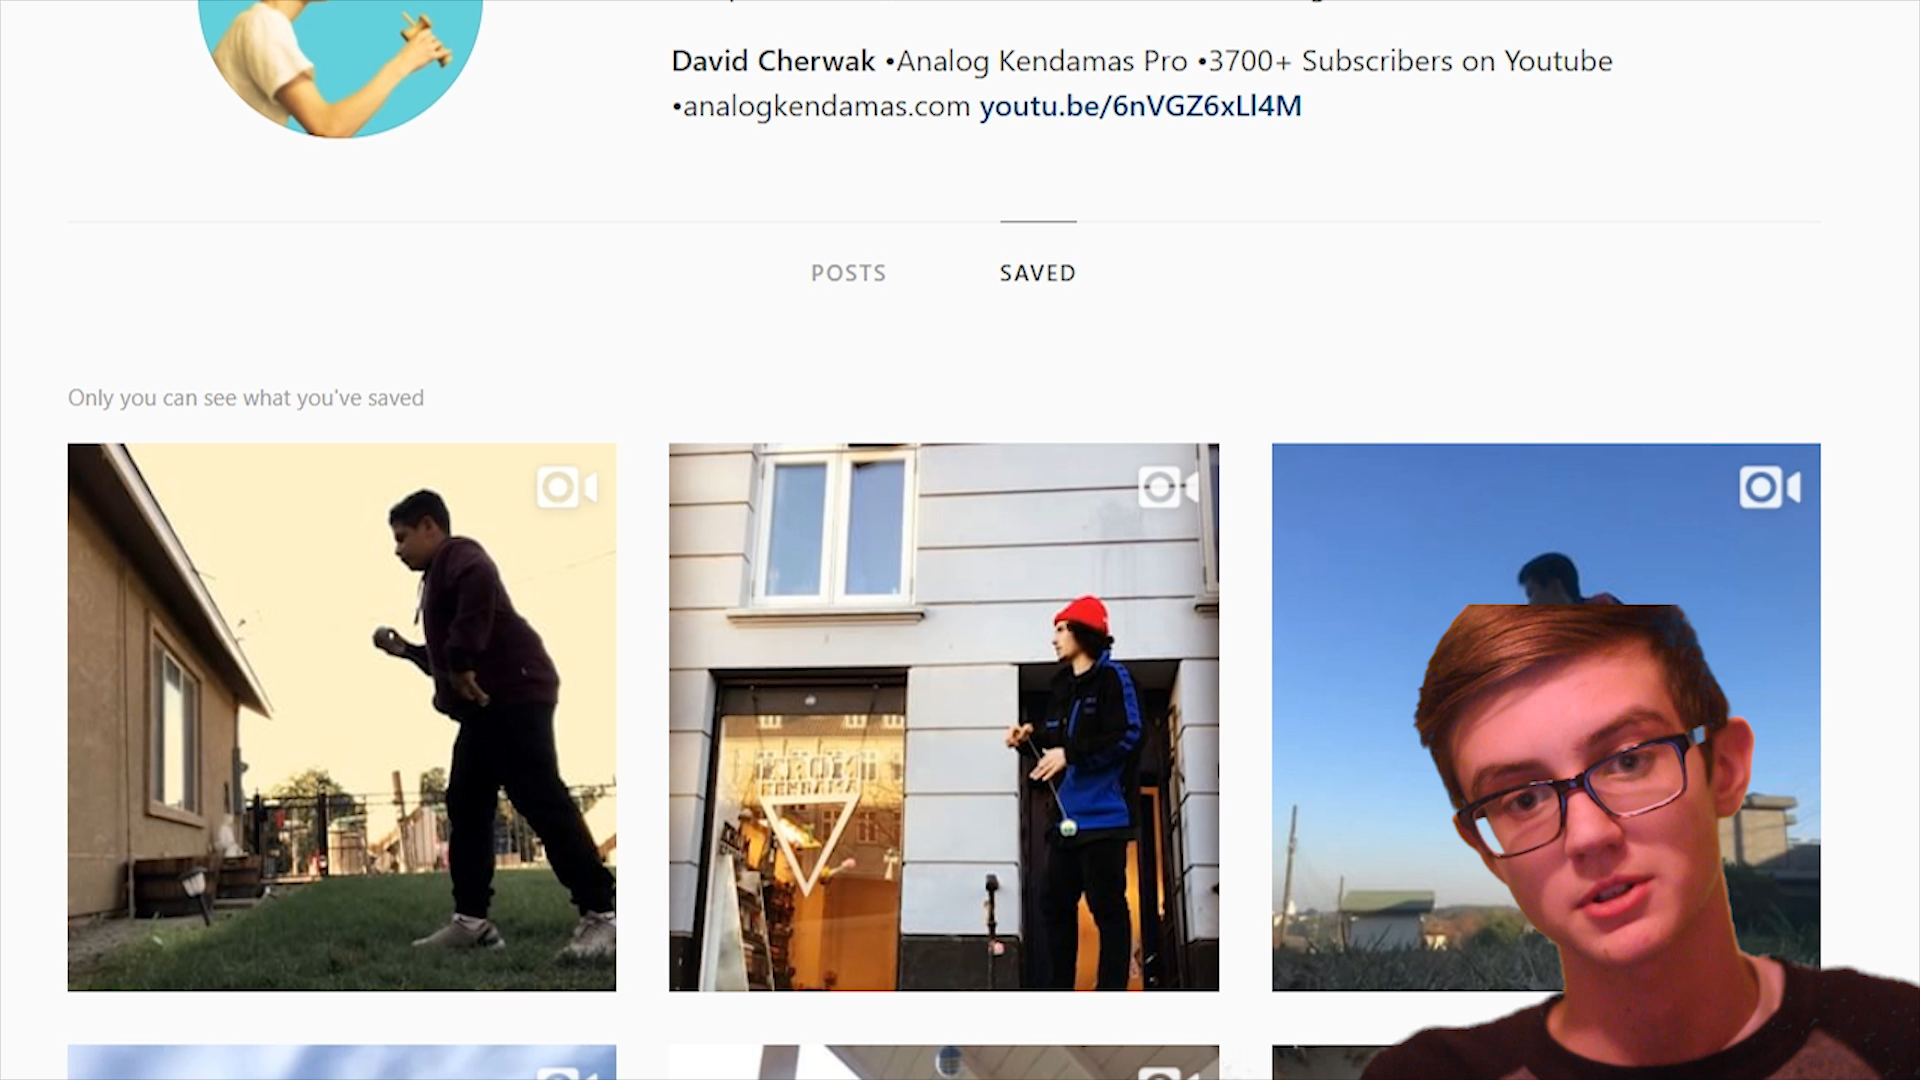 David Cherwak •Analog Kendamas Pro •3700+ Subscribers on Youtube
•analogkendamas.com youtu.be/6nVGZ6xLl4M
POSTS SAVED
Only you can see what you've saved
KENDAMA